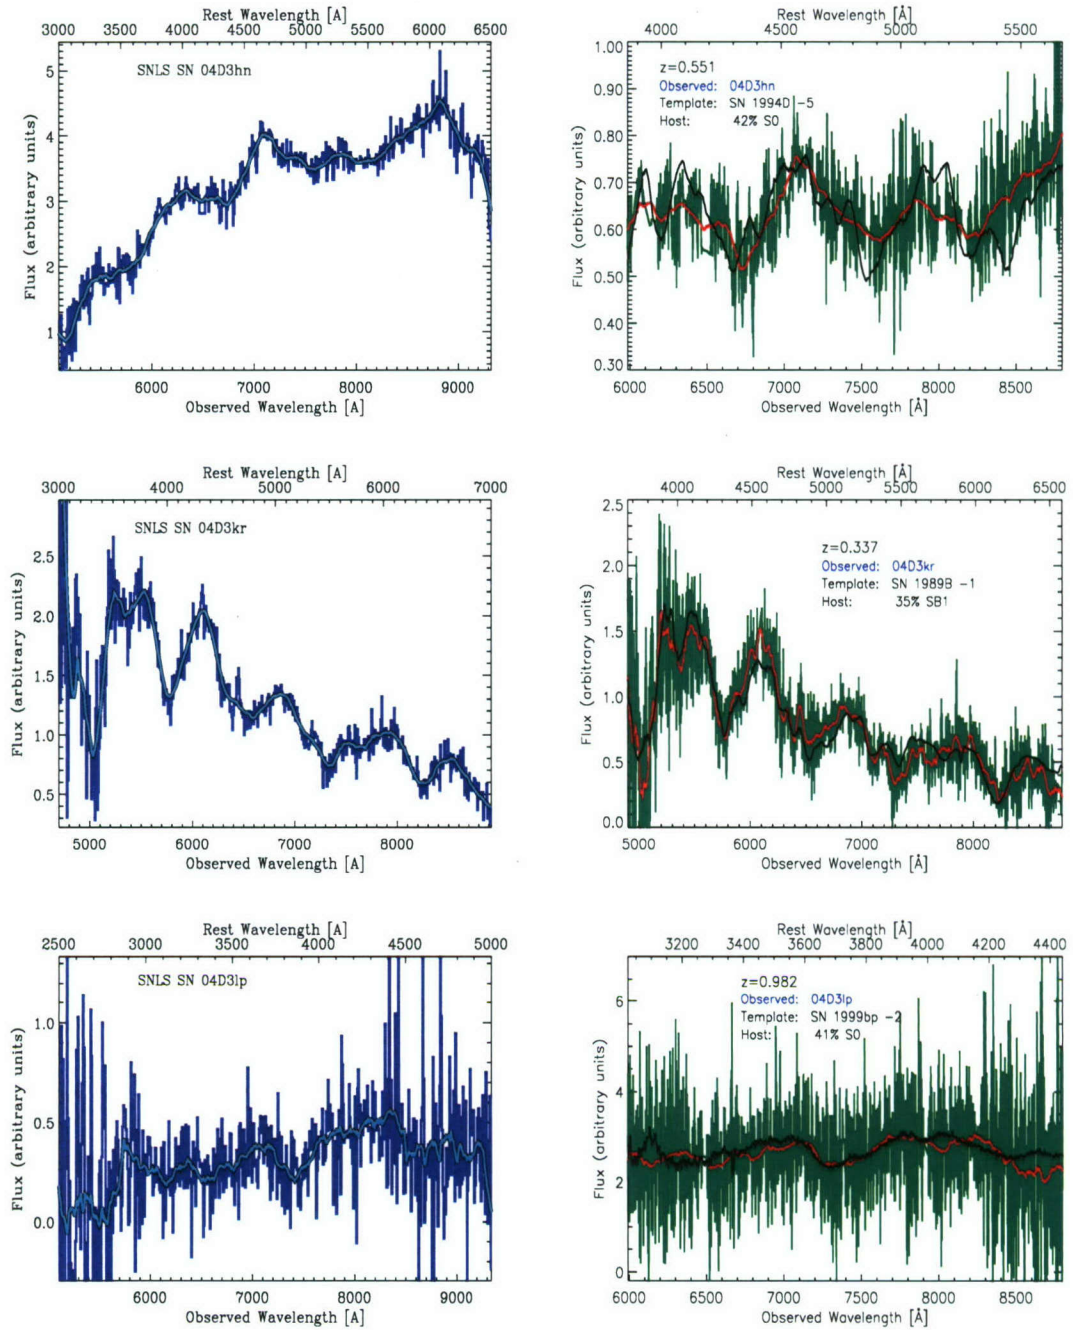 Rest Wavelength [A]
3000 3500 4000 4500 5000 5500 6000 6500
SNLS SN 04D3hn
5
4
3
2
1
Flux (arbitrary units)
6000 7000 8000 9000
Observed Wavelength [A]
Rest Wavelength [Å]
4000 4500 5000 5500
1.00
0.90
0.80
0.70
0.60
0.50
0.40
0.30
z=0.551
Observed: 04D3hn
Template: SN 1994D -5
Host: 42% S0
Flux (arbitrary units)
6000 6500 7000 7500 8000 8500
Observed Wavelength [Å]
Rest Wavelength [A]
3000 4000 5000 6000 7000
SNLS SN 04D3kr
2.5
2.0
1.5
1.0
0.5
Flux (arbitrary units)
5000 6000 7000 8000
Observed Wavelength [A]
Rest Wavelength [Å]
4000 4500 5000 5500 6000 6500
2.5
2.0
1.5
1.0
0.5
0.0
z=0.337
Observed: 04D3kr
Template: SN 1989B -1
Host: 35% SB1
Flux (arbitrary units)
5000 6000 7000 8000
Observed Wavelength [Å]
Rest Wavelength [A]
2500 3000 3500 4000 4500 5000
SNLS SN 04D3lp
1.0
0.5
0.0
Flux (arbitrary units)
6000 7000 8000 9000
Observed Wavelength [A]
Rest Wavelength [Å]
3200 3400 3600 3800 4000 4200 4400
6
4
2
0
z=0.982
Observed: 04D3lp
Template: SN 1999bp -2
Host: 41% S0
Flux (arbitrary units)
6000 6500 7000 7500 8000 8500
Observed Wavelength [Å]